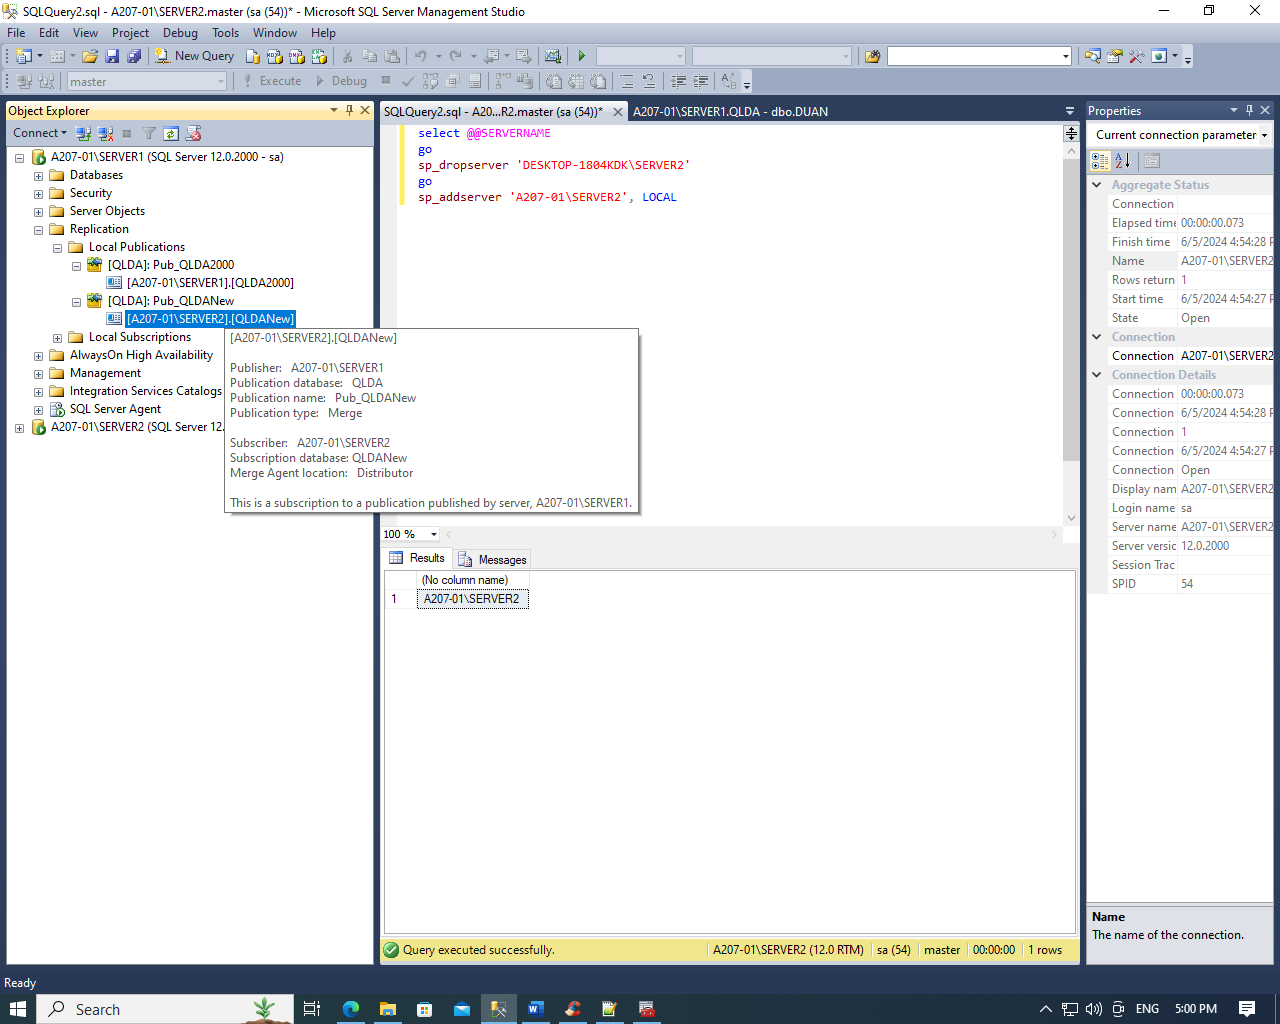 SQLQuery2.sql - A207-01\SERVER2.master (sa (54))* - Microsoft SQL Server Management Studio
File Edit View Project Debug Tools Window Help
New Query
master Execute Debug
Object Explorer
Connect
A207-01\SERVER1 (SQL Server 12.0.2000 - sa)
Databases
Security
Server Objects
Replication
Local Publications
[QLDA]: Pub_QLDA2000
[A207-01\SERVER1].[QLDA2000]
[QLDA]: Pub_QLDANew
[A207-01\SERVER2].[QLDANew]
Local Subscriptions
AlwaysOn High Availability
Management
Integration Services Catalogs
SQL Server Agent
A207-01\SERVER2 (SQL Server 12.
[A207-01\SERVER2].[QLDANew]
Publisher: A207-01\SERVER1
Publication database: QLDA
Publication name: Pub_QLDANew
Publication type: Merge
Subscriber: A207-01\SERVER2
Subscription database: QLDANew
Merge Agent location: Distributor
This is a subscription to a publication published by server, A207-01\SERVER1.
SQLQuery2.sql - A20...R2.master (sa (54))* A207-01\SERVER1.QLDA - dbo.DUAN
select @@SERVERNAME
go
sp_dropserver 'DESKTOP-1804KDK\SERVER2'
go
sp_addserver 'A207-01\SERVER2', LOCAL
100 %
Results Messages
(No column name)
1 A207-01\SERVER2
Query executed successfully. A207-01\SERVER2 (12.0 RTM) sa (54) master 00:00:00 1 rows
Properties
Current connection parameter
Aggregate Status
Connection
Elapsed time 00:00:00.073
Finish time 6/5/2024 4:54:28 P
Name A207-01\SERVER2
Rows return 1
Start time 6/5/2024 4:54:27 P
State Open
Connection
Connection A207-01\SERVER2
Connection Details
Connection 00:00:00.073
Connection 6/5/2024 4:54:28 P
Connection 1
Connection 6/5/2024 4:54:27 P
Connection Open
Display nam A207-01\SERVER2
Login name sa
Server name A207-01\SERVER2
Server versic 12.0.2000
Session Trac
SPID 54
Name
The name of the connection.
Ready
Search ENG 5:00 PM